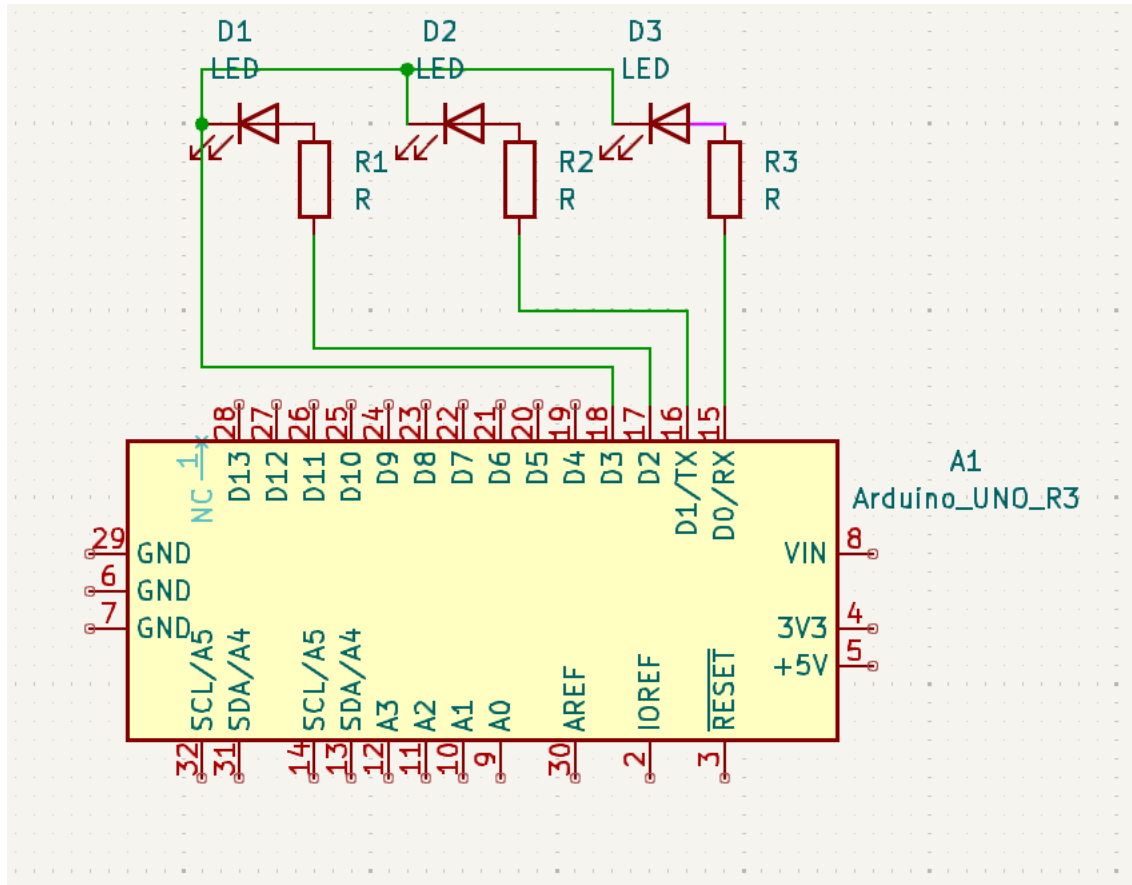 D1
LED
D2
LED
D3
LED
R1
R
R2
R
R3
R
28
27
26
25
24
23
22
21
20
19
18
17
16
15
1
NC
D13
D12
D11
D10
D9
D8
D7
D6
D5
D4
D3
D2
D1/TX
D0/RX
A1
Arduino_UNO_R3
29
GND
6
GND
7
GND
VIN
8
3V3
4
+5V
5
SCL/A5
SDA/A4
SCL/A5
SDA/A4
A3
A2
A1
A0
AREF
IOREF
RESET
32
31
14
13
12
11
10
9
30
2
3